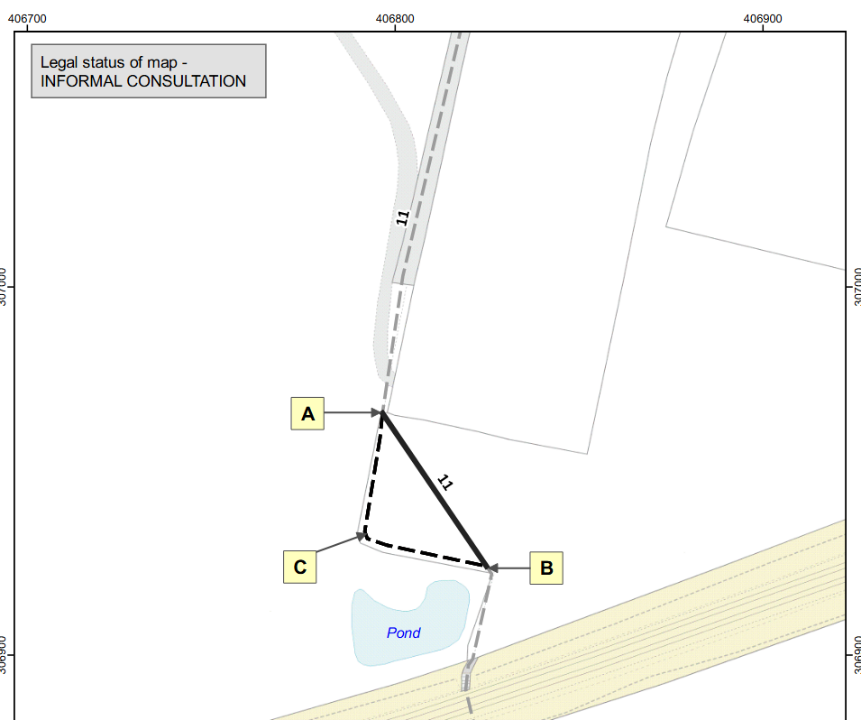 406700 406800 406900
Legal status of map -
INFORMAL CONSULTATION
11
307000 307000
A
11
C
B
Pond
306900 306900